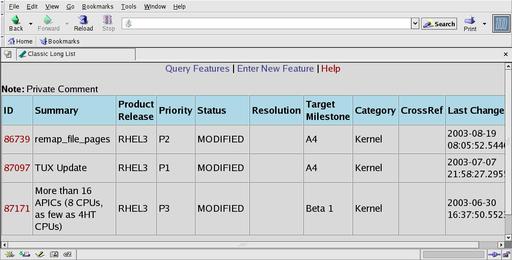 File Edit View Go Bookmarks Tools Window Help
Back Forward Reload Stop Search Print
Home Bookmarks
Classic Long List
Query Features | Enter New Feature | Help
Note: Private Comment
ID Summary Product Release Priority Status Resolution Target Milestone Category CrossRef Last Change
86739 remap_file_pages RHEL3 P2 MODIFIED A4 Kernel 2003-08-19 08:05:52.544
87097 TUX Update RHEL3 P1 MODIFIED A4 Kernel 2003-07-07 21:58:27.295
87171 More than 16 APICs (8 CPUs, as few as 4HT CPUs) RHEL3 P3 MODIFIED Beta 1 Kernel 2003-06-30 16:37:50.552